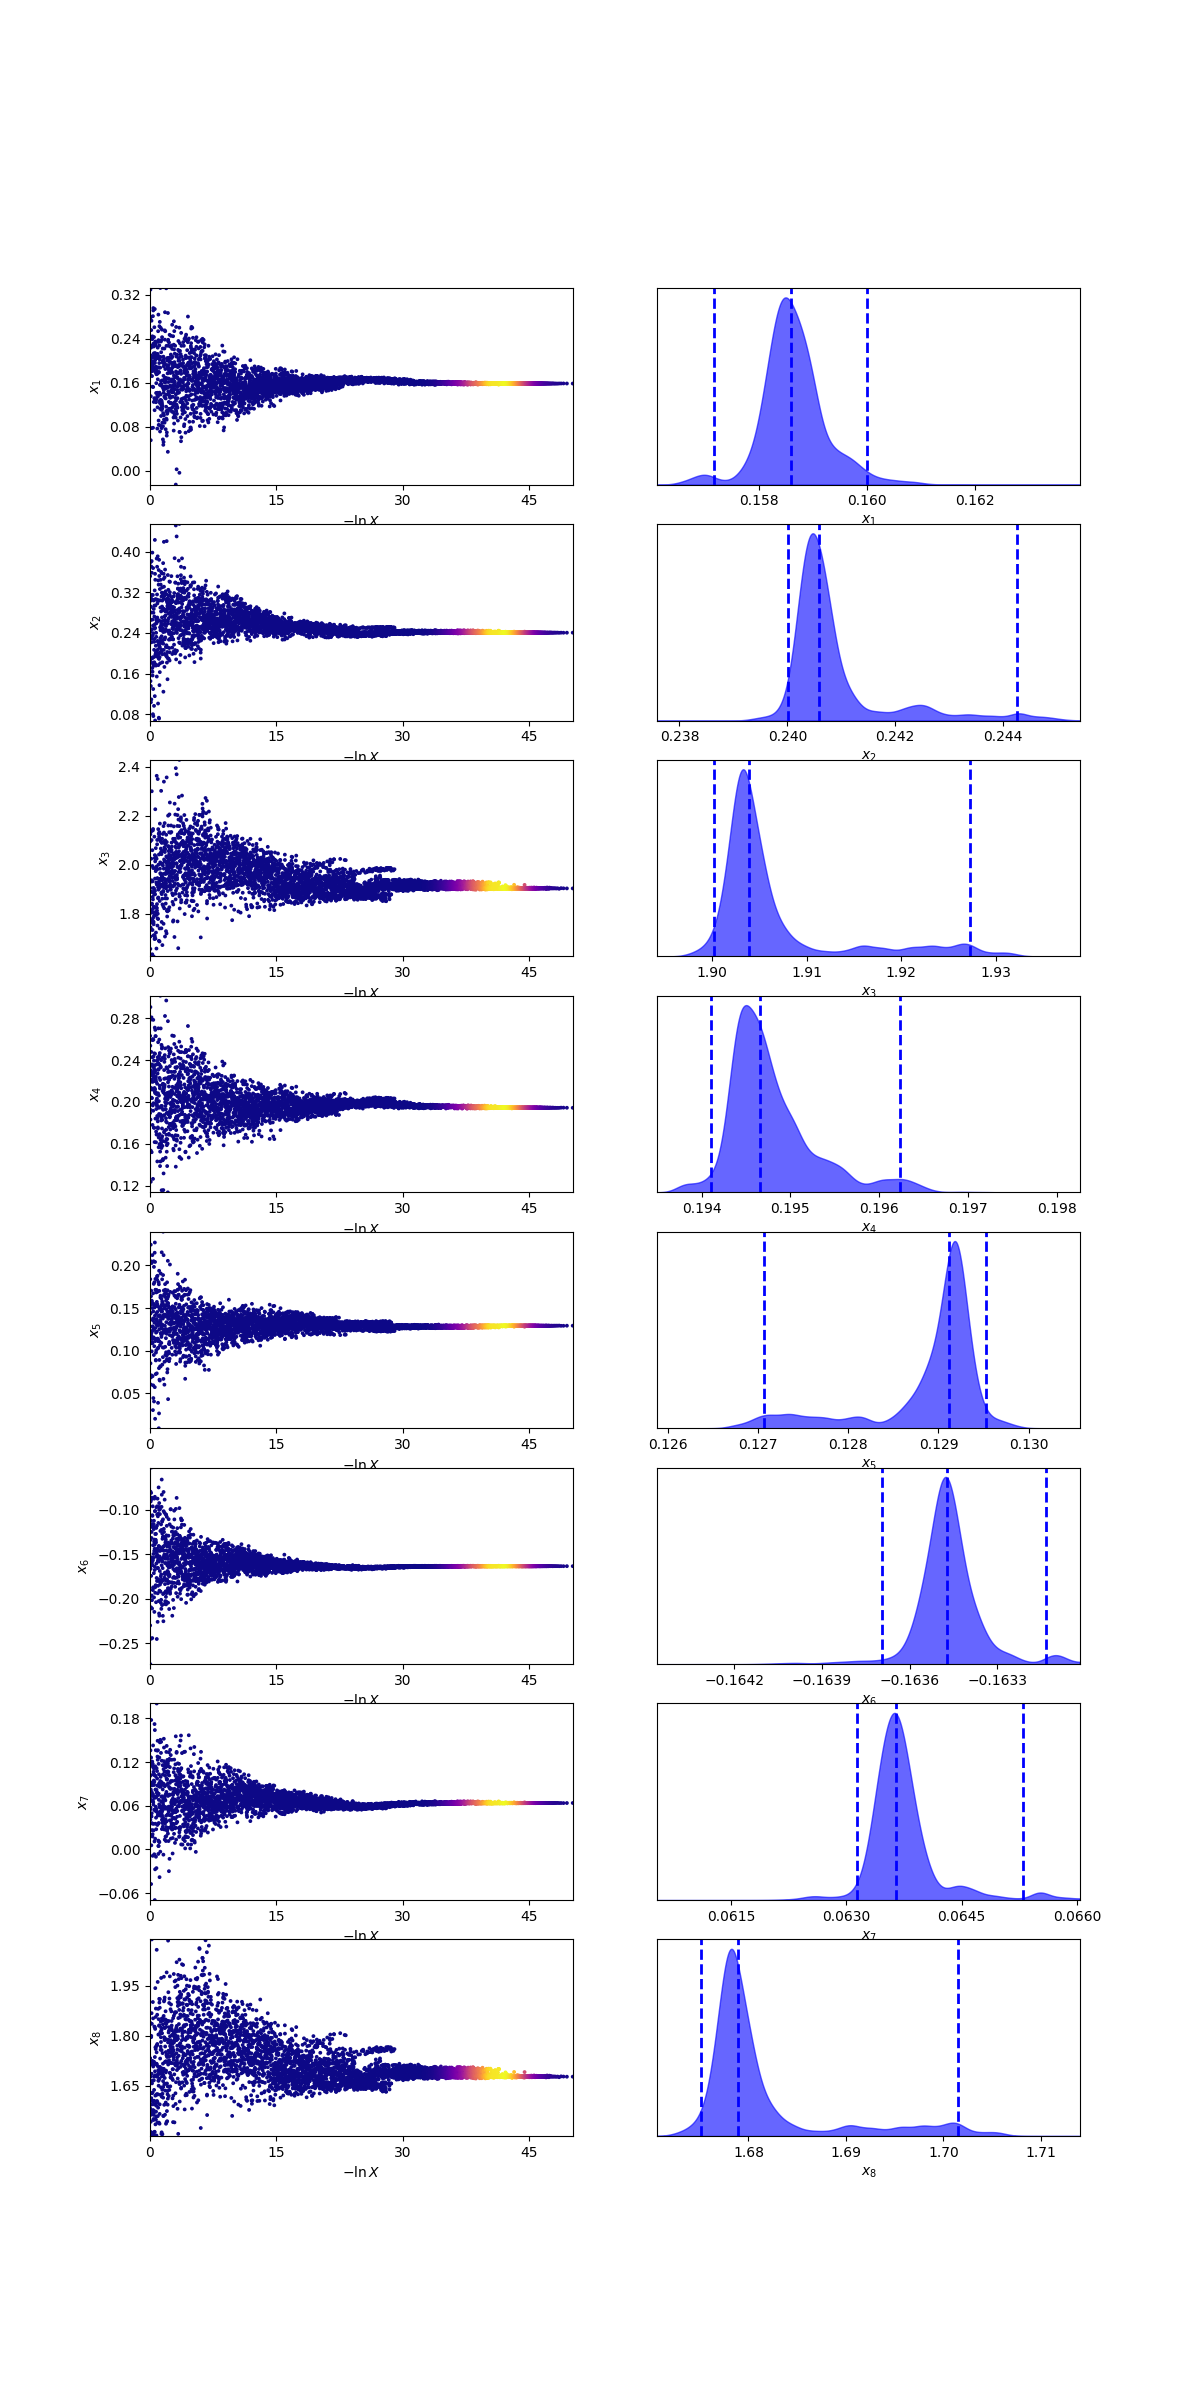 0.32
0.24
0.16
0.08
0.00
x₁
0 15 30 45
−ln X
0.158 0.160 0.162
x₁
0.40
0.32
0.24
0.16
0.08
x₂
0 15 30 45
−ln X
0.238 0.240 0.242 0.244
x₂
2.4
2.2
2.0
1.8
x₃
0 15 30 45
−ln X
1.90 1.91 1.92 1.93
x₃
0.28
0.24
0.20
0.16
0.12
x₄
0 15 30 45
−ln X
0.194 0.195 0.196 0.197 0.198
x₄
0.20
0.15
0.10
0.05
x₅
0 15 30 45
−ln X
0.126 0.127 0.128 0.129 0.130
x₅
−0.10
−0.15
−0.20
−0.25
x₆
0 15 30 45
−ln X
−0.1642 −0.1639 −0.1636 −0.1633
x₆
0.18
0.12
0.06
0.00
−0.06
x₇
0 15 30 45
−ln X
0.0615 0.0630 0.0645 0.0660
x₇
1.95
1.80
1.65
x₈
0 15 30 45
−ln X
1.68 1.69 1.70 1.71
x₈